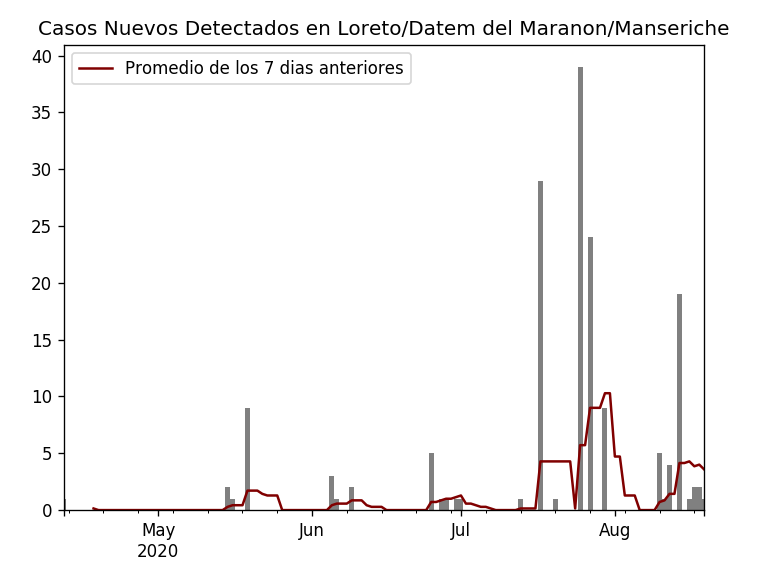 Casos Nuevos Detectados en Loreto/Datem del Maranon/Manseriche
Promedio de los 7 dias anteriores
40
35
30
25
20
15
10
5
0
May
2020
Jun
Jul
Aug